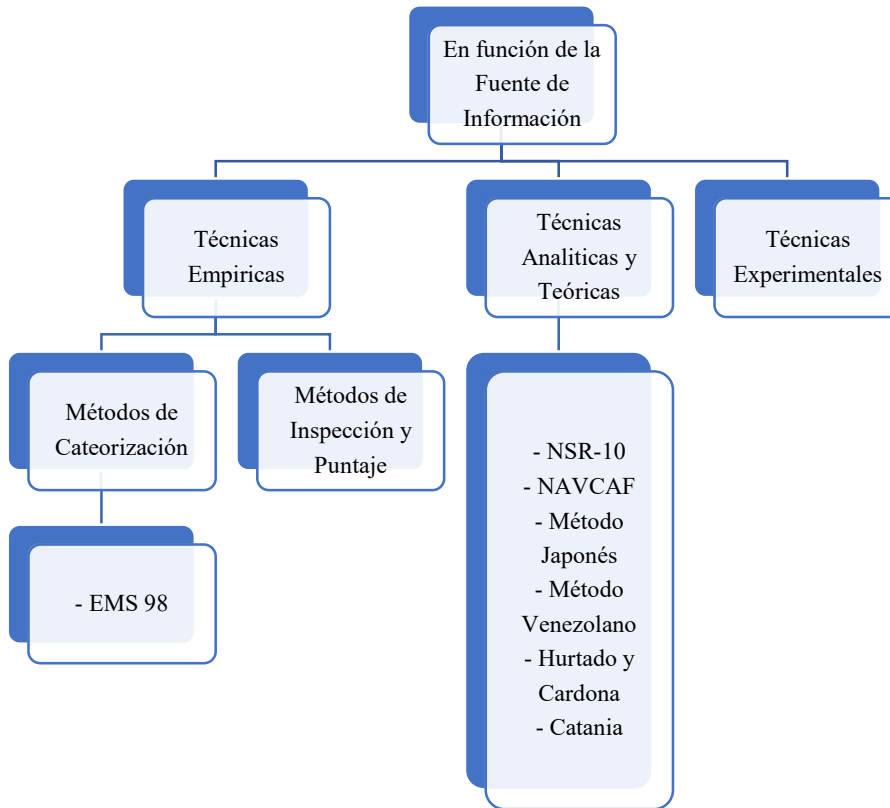 En función de la
Fuente de
Información
Técnicas
Empiricas
Técnicas
Analiticas y
Teóricas
Técnicas
Experimentales
Métodos de
Cateorización
Métodos de
Inspección y
Puntaje
- NSR-10
- NAVCAF
- Método
Japonés
- Método
Venezolano
- Hurtado y
Cardona
- Catania
- EMS 98